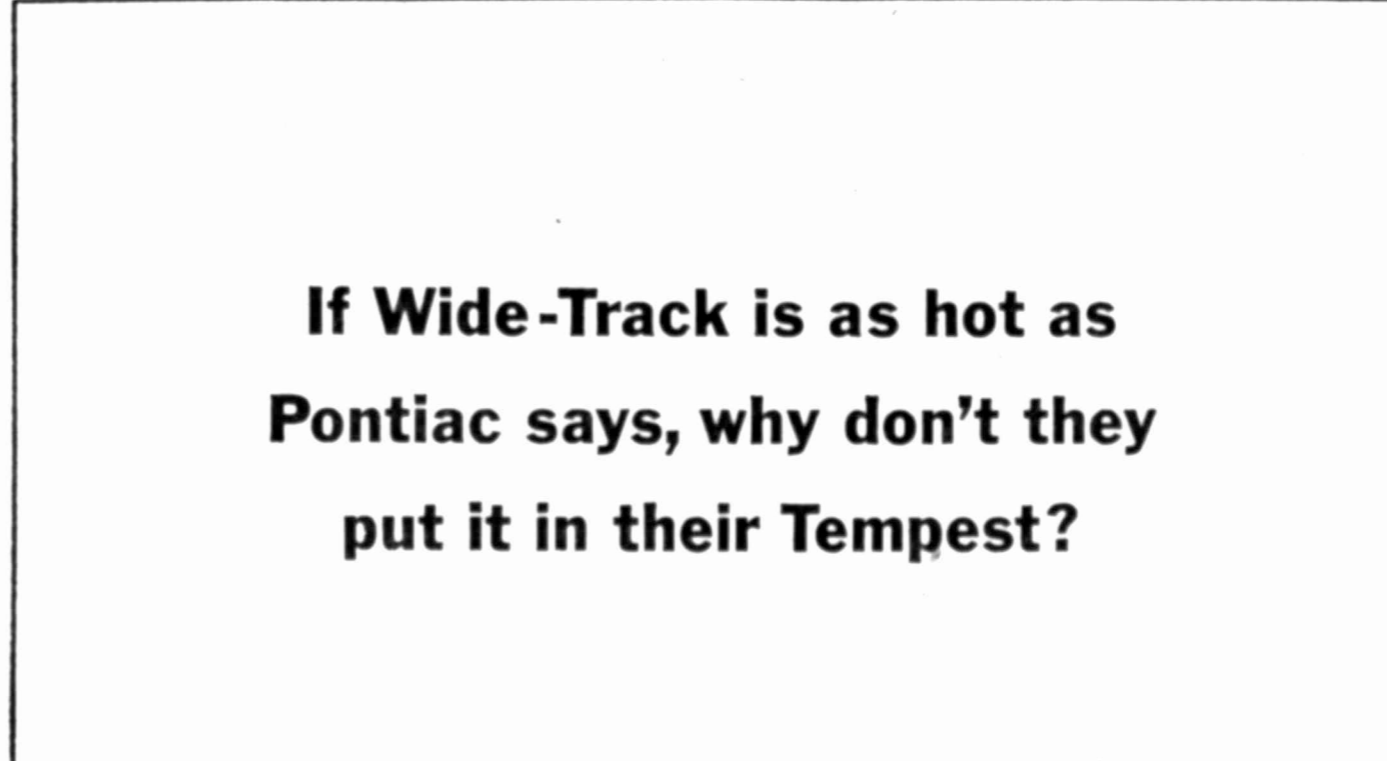 If Wide-Track is as hot as
Pontiac says, why don't they
put it in their Tempest?